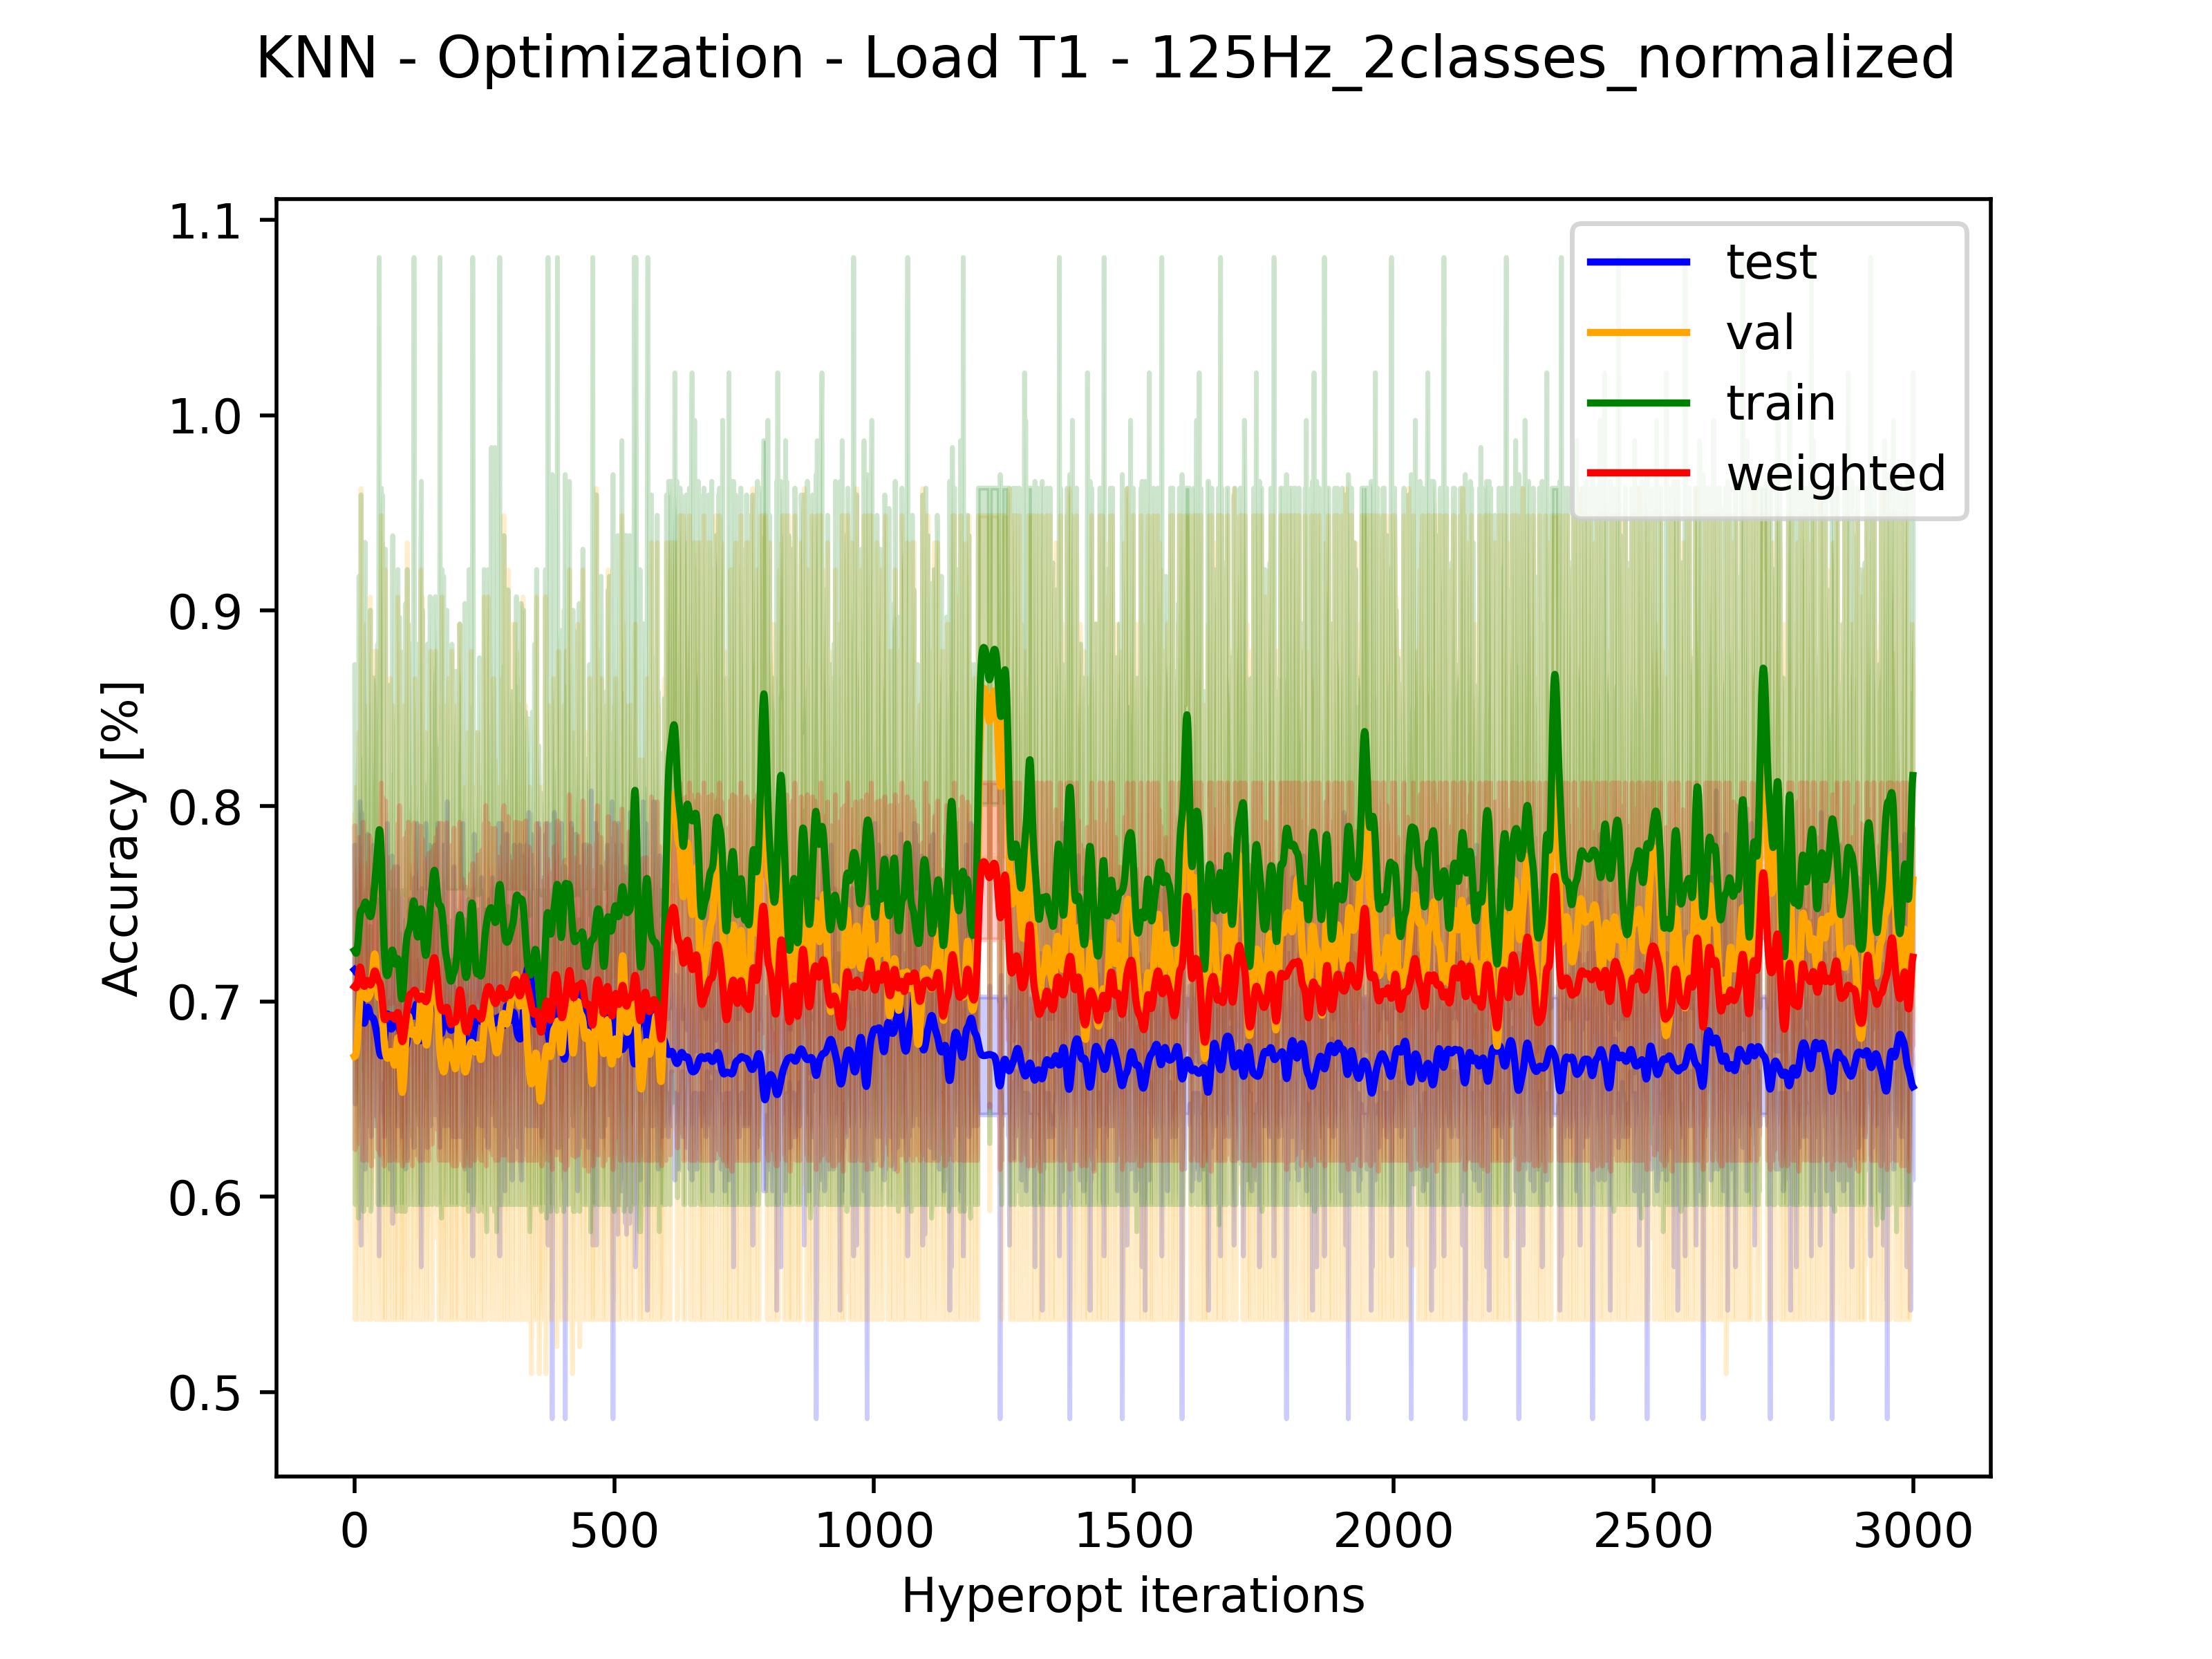 KNN - Optimization - Load T1 - 125Hz_2classes_normalized
1.1
1.0
0.9
0.8
0.7
0.6
0.5
Accuracy [%]
test
val
train
weighted
0 500 1000 1500 2000 2500 3000
Hyperopt iterations